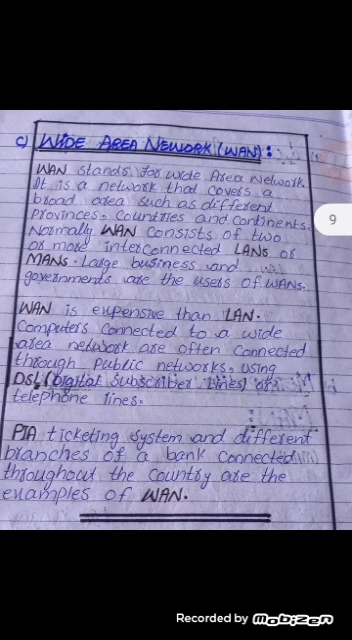 9
c) WIDE AREA NEWORK (WAN):
WAN stands for wide Area Network.
It is a network that covers a
broad area such as different
Provinces, Countries and continents.
Normally WAN consists of two
or more interconnected LANs or
MANs. Large business and
governments are the users of WANs.
WAN is expensive than LAN.
Computers connected to a wide
area network are often connected
through public networks, using
DSL (Digital Subscriber Lines) or
telephone lines.
PIA ticketing system and different
branches of a bank connected
throughout the country are the
examples of WAN.
Recorded by Mobizen